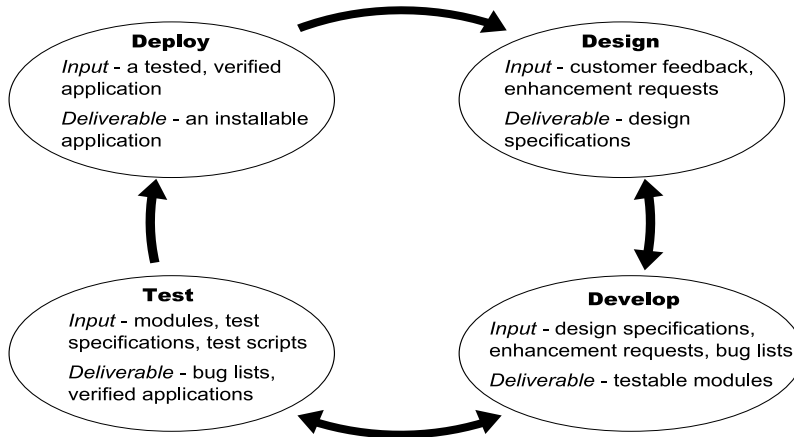 Deploy
Input - a tested, verified
application
Deliverable - an installable
application
Design
Input - customer feedback,
enhancement requests
Deliverable - design
specifications
Test
Input - modules, test
specifications, test scripts
Deliverable - bug lists,
verified applications
Develop
Input - design specifications,
enhancement requests, bug lists
Deliverable - testable modules